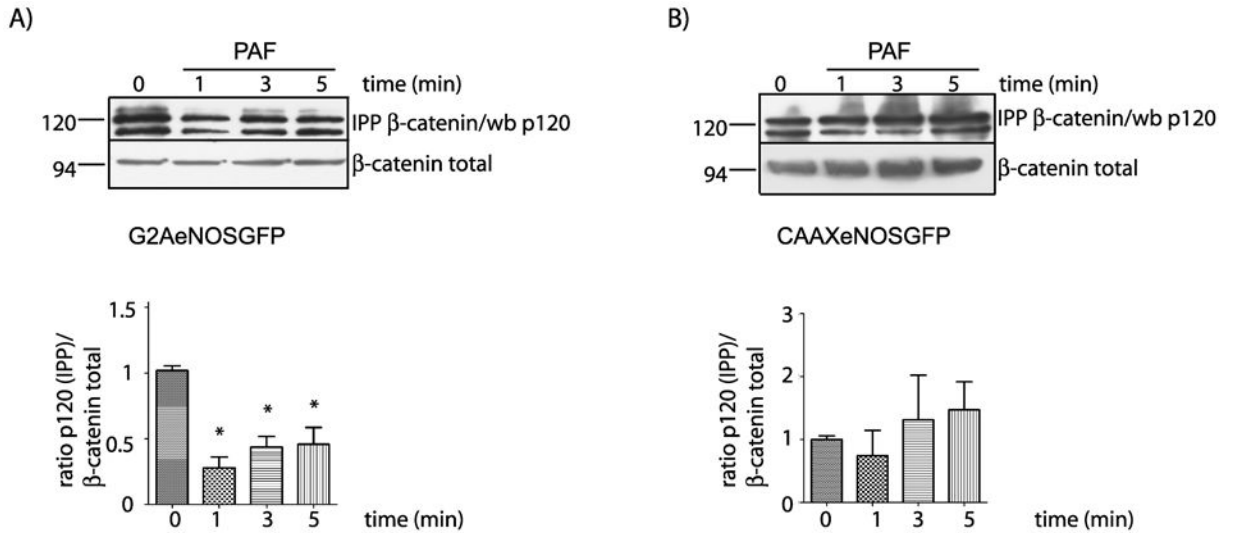 A)
PAF
0 1 3 5 time (min)
120
IPP β-catenin/wb p120
94
β-catenin total
G2AeNOSGFP
ratio p120 (IPP)/
β-catenin total
1.5
1
0.5
0
*
*
*
0 1 3 5 time (min)
B)
PAF
0 1 3 5 time (min)
120
IPP β-catenin/wb p120
94
β-catenin total
CAAXeNOSGFP
ratio p120 (IPP)/
β-catenin total
3
2
1
0
0 1 3 5 time (min)